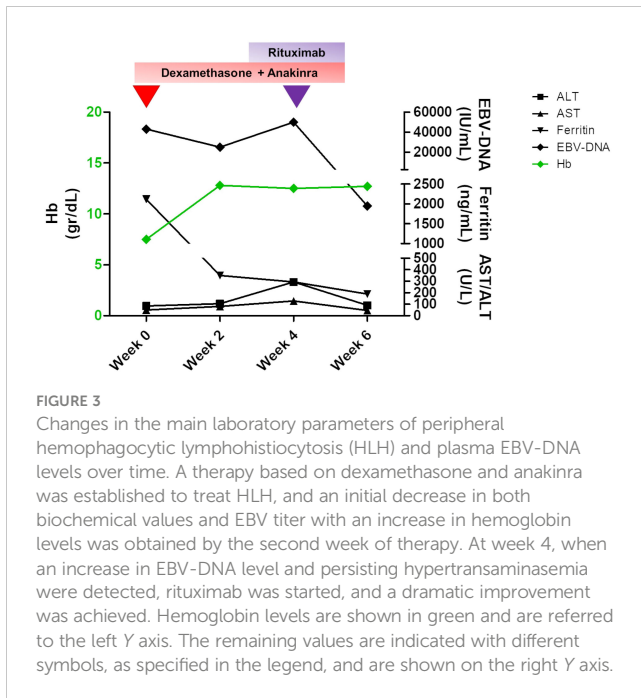 Rituximab
Dexamethasone + Anakinra
20
15
10
5
0
Hb
(gr/dL)
60000
40000
20000
2500
2000
1500
1000
500
400
300
200
100
0
EBV-DNA
(IU/mL)
Ferritin
(ng/mL)
AST/ALT
(U/L)
Week 0
Week 2
Week 4
Week 6
ALT
AST
Ferritin
EBV-DNA
Hb
FIGURE 3
Changes in the main laboratory parameters of peripheral
hemophagocytic lymphohistiocytosis (HLH) and plasma EBV-DNA
levels over time. A therapy based on dexamethasone and anakinra
was established to treat HLH, and an initial decrease in both
biochemical values and EBV titer with an increase in hemoglobin
levels was obtained by the second week of therapy. At week 4, when
an increase in EBV-DNA level and persisting hypertransaminasemia
were detected, rituximab was started, and a dramatic improvement
was achieved. Hemoglobin levels are shown in green and are referred
to the left Y axis. The remaining values are indicated with different
symbols, as specified in the legend, and are shown on the right Y axis.